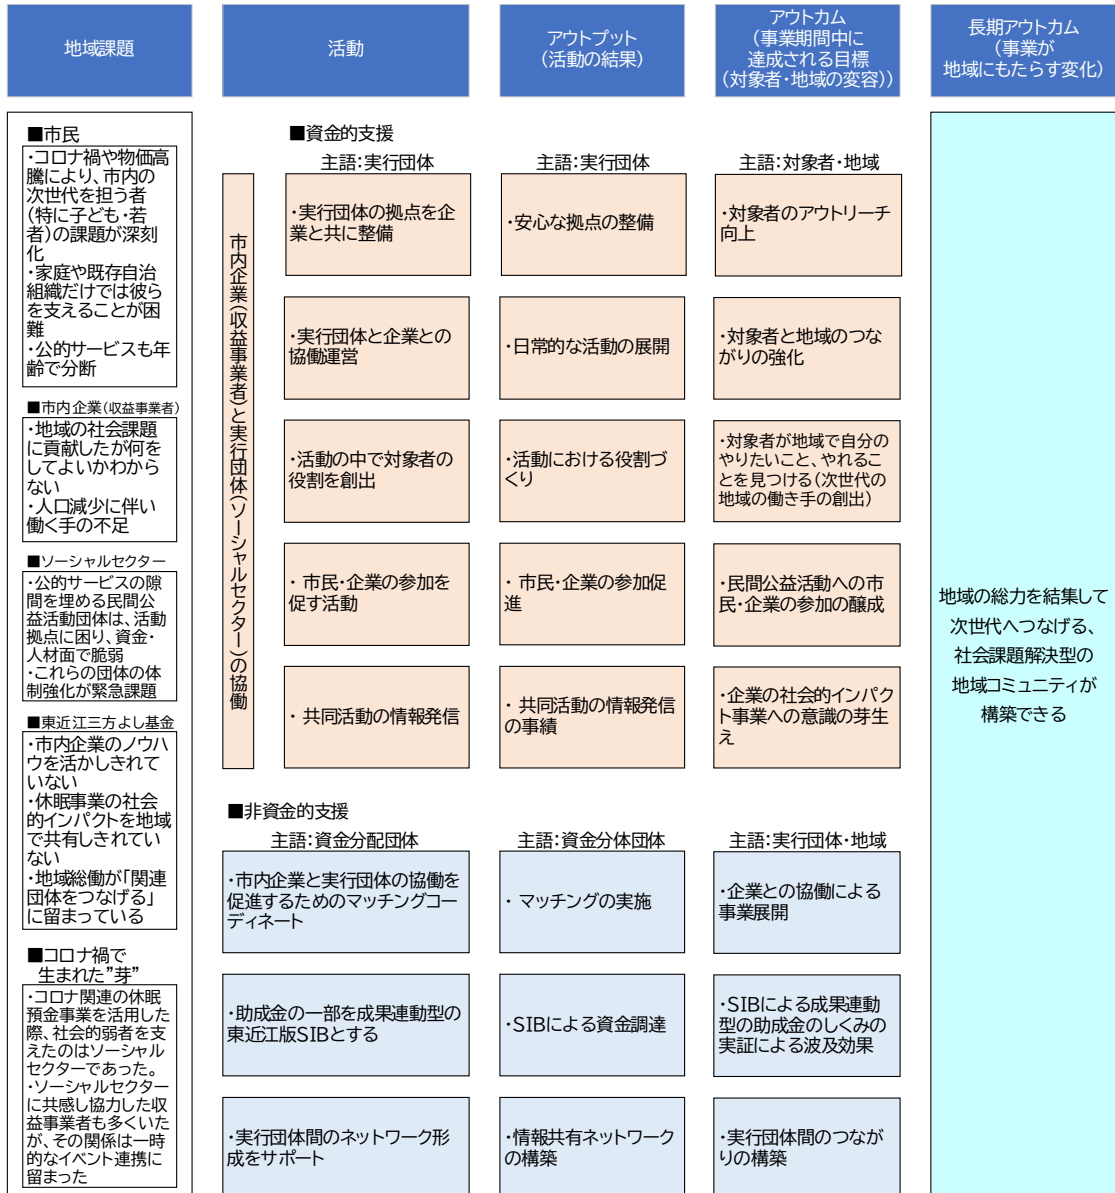 地域課題
活動
アウトプット
(活動の結果)
アウトカム
(事業期間中に
達成される目標
(対象者・地域の変容))
長期アウトカム
(事業が
地域にもたらす変化)
■市民
・コロナ禍や物価高
騰により、市内の
次世代を担う者
(特に子ども・若
者)の課題が深刻
化
・家庭や既存自治
組織だけでは彼ら
を支えることが困
難
・公的サービスも年
齢で分断
■市内企業(収益事業者)
・地域の社会課題
に貢献したが何を
してよいかわから
ない
・人口減少に伴い
働く手の不足
■ソーシャルセクター
・公的サービスの隙
間を埋める民間公
益活動団体は、活動
拠点に困り、資金・
人材面で脆弱
・これらの団体の体
制強化が緊急課題
■東近江三方よし基金
・市内企業のノウハ
ウを活かしきれて
いない
・休眠事業の社会
的インパクトを地域
で共有しきれてい
ない
・地域総働が「関連
団体をつなげる」
に留まっている
■コロナ禍で
生まれた”芽”
・コロナ関連の休眠
預金事業を活用した
際、社会的弱者を支
えたのはソーシャル
セクターであった。
・ソーシャルセクター
に共感し協力した収
益事業者も多くいた
が、その関係は一時
的なイベント連携に
留まった
■資金的支援
主語:実行団体
主語:実行団体
主語:対象者・地域
市内企業(収益事業者)と実行団体(ソーシャルセクター)の協働
・実行団体の拠点を企
業と共に整備
・安心な拠点の整備
・対象者のアウトリーチ
向上
・実行団体と企業との
協働運営
・日常的な活動の展開
・対象者と地域のつな
がりの強化
・活動の中で対象者の
役割を創出
・活動における役割づ
くり
・対象者が地域で自分の
やりたいこと、やれるこ
とを見つける(次世代の
地域の働き手の創出)
・市民・企業の参加を
促す活動
・市民・企業の参加促
進
・民間公益活動への市
民・企業の参加の醸成
・共同活動の情報発信
・共同活動の情報発信
の事績
・企業の社会的インパク
ト事業への意識の芽生
え
■非資金的支援
主語:資金分配団体
主語:資金分体団体
主語:実行団体・地域
・市内企業と実行団体の協働を
促進するためのマッチングコー
ディネート
・マッチングの実施
・企業との協働による
事業展開
・助成金の一部を成果連動型の
東近江版SIBとする
・SIBによる資金調達
・SIBによる成果連動
型の助成金のしくみの
実証による波及効果
・実行団体間のネットワーク形
成をサポート
・情報共有ネットワーク
の構築
・実行団体間のつなが
りの構築
地域の総力を結集して
次世代へつなげる、
社会課題解決型の
地域コミュニティが
構築できる